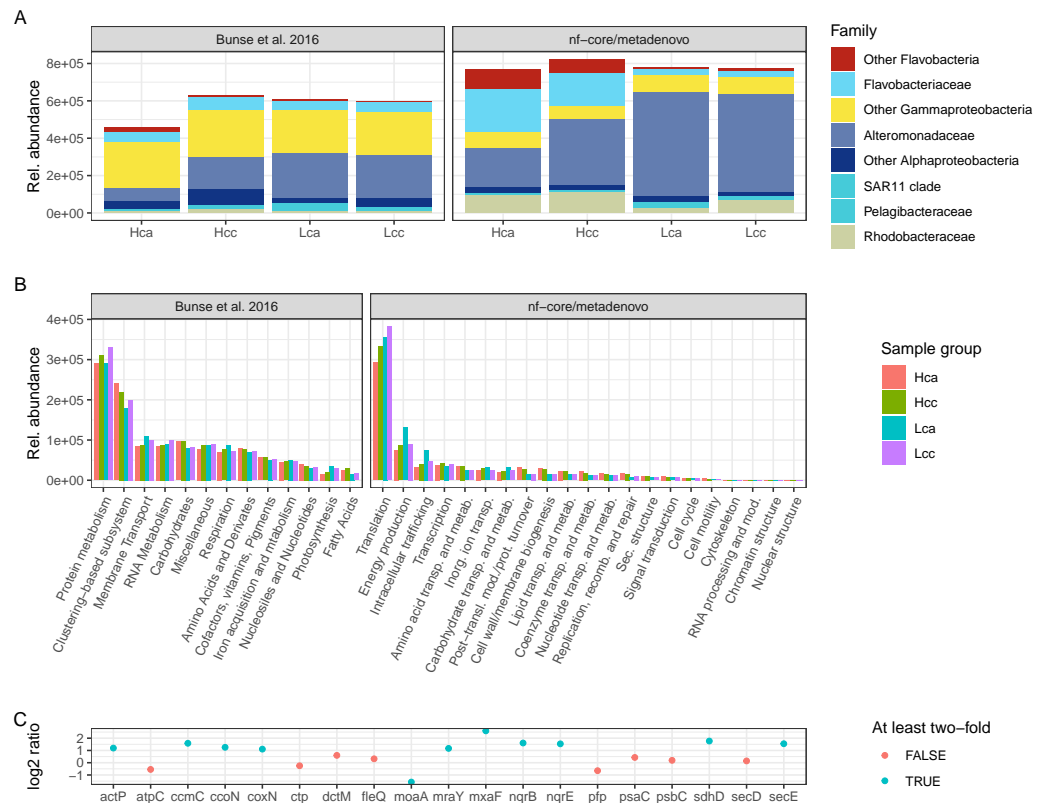 A
Bunse et al. 2016
nf−core/metadenovo
Rel. abundance
8e+05
6e+05
4e+05
2e+05
0e+00
Hca
Hcc
Lca
Lcc
Hca
Hcc
Lca
Lcc
Family
Other Flavobacteria
Flavobacteriaceae
Other Gammaproteobacteria
Alteromonadaceae
Other Alphaproteobacteria
SAR11 clade
Pelagibacteraceae
Rhodobacteraceae
B
Bunse et al. 2016
nf−core/metadenovo
Rel. abundance
4e+05
3e+05
2e+05
1e+05
0e+00
Protein metabolism
Clustering−based subsystem
Membrane Transport
RNA Metabolism
Carbohydrates
Miscellaneous
Respiration
Amino Acids and Derivates
Cofactors, vitamins, Pigments
Iron acquisition and mtabolism
Nucleosites and Nucleotides
Photosynthesis
Fatty Acids
Translation
Energy production
Intracellular trafficking
Transcription
Amino acid transp. and metab.
Inorg. ion transp.
Carbohydrate transp. and metab.
Post−transl. mod./prot. turnover
Cell wall/membrane biogenesis
Lipid transp. and metab.
Coenzyme transp. and metab.
Nucleotide transp. and metab.
Replication, recomb. and repair
Sec. structure
Signal transduction
Cell cycle
Cell motility
Cytoskeleton
RNA processing and mod.
Chromatin structure
Nuclear structure
Sample group
Hca
Hcc
Lca
Lcc
C
log2 ratio
2
1
0
−1
actP
atpC
ccmC
ccoN
coxN
ctp
dctM
fleQ
moaA
mraY
mxaF
nqrB
nqrE
pfp
psaC
psbC
sdhD
secD
secE
At least two−fold
FALSE
TRUE